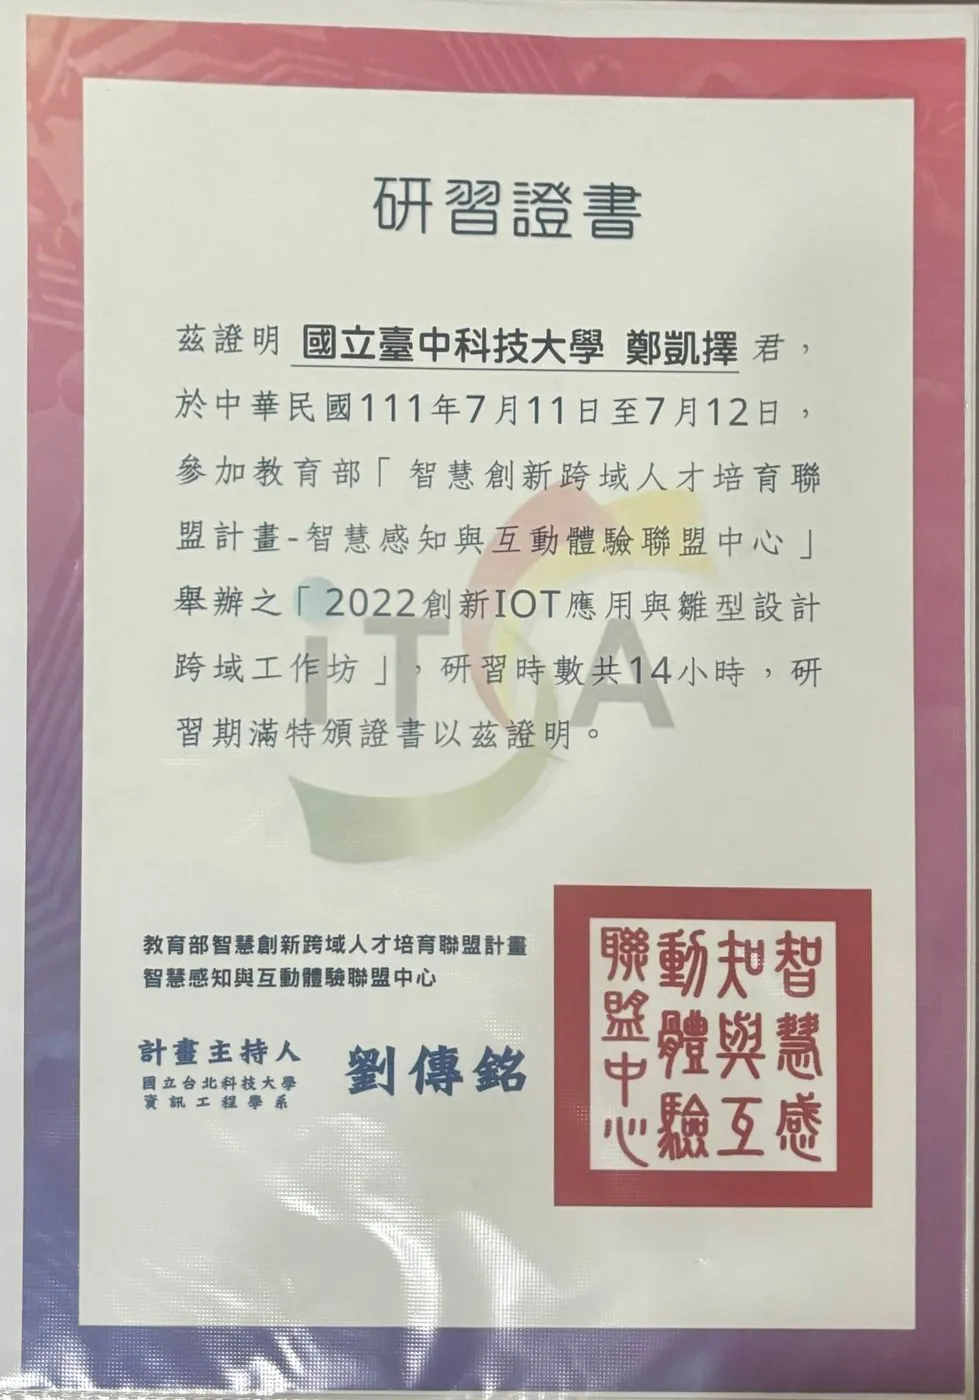 研習證書
茲證明 國立臺中科技大學 鄭凱擇 君，
於中華民國111年7月11日至7月12日，
參加教育部「智慧創新跨域人才培育聯
盟計畫-智慧感知與互動體驗聯盟中心」
舉辦之「2022創新IOT應用與雛型設計
跨域工作坊」，研習時數共14小時，研
習期滿特頒證書以茲證明。
iTSA
教育部智慧創新跨域人才培育聯盟計畫
智慧感知與互動體驗聯盟中心
計畫主持人
國立台北科技大學
資訊工程學系
劉傳銘
智慧感
知與互
動體驗
聯盟中心